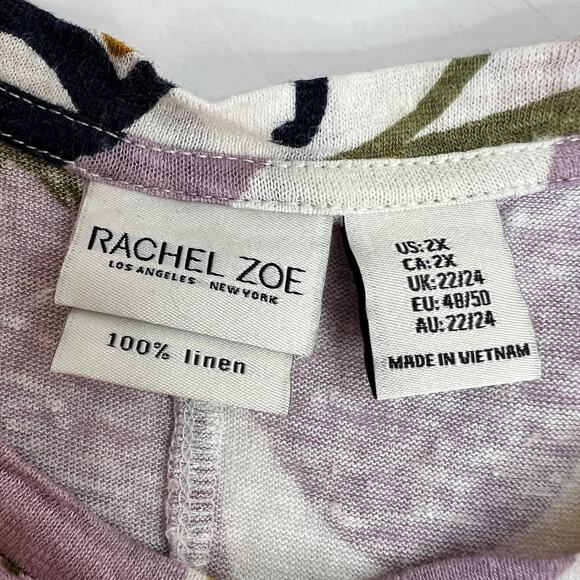 RACHEL ZOE
LOS ANGELES NEW YORK
100% linen
US: 2X
CA: 2X
UK: 22/24
EU: 48/50
AU: 22/24
MADE IN VIETNAM